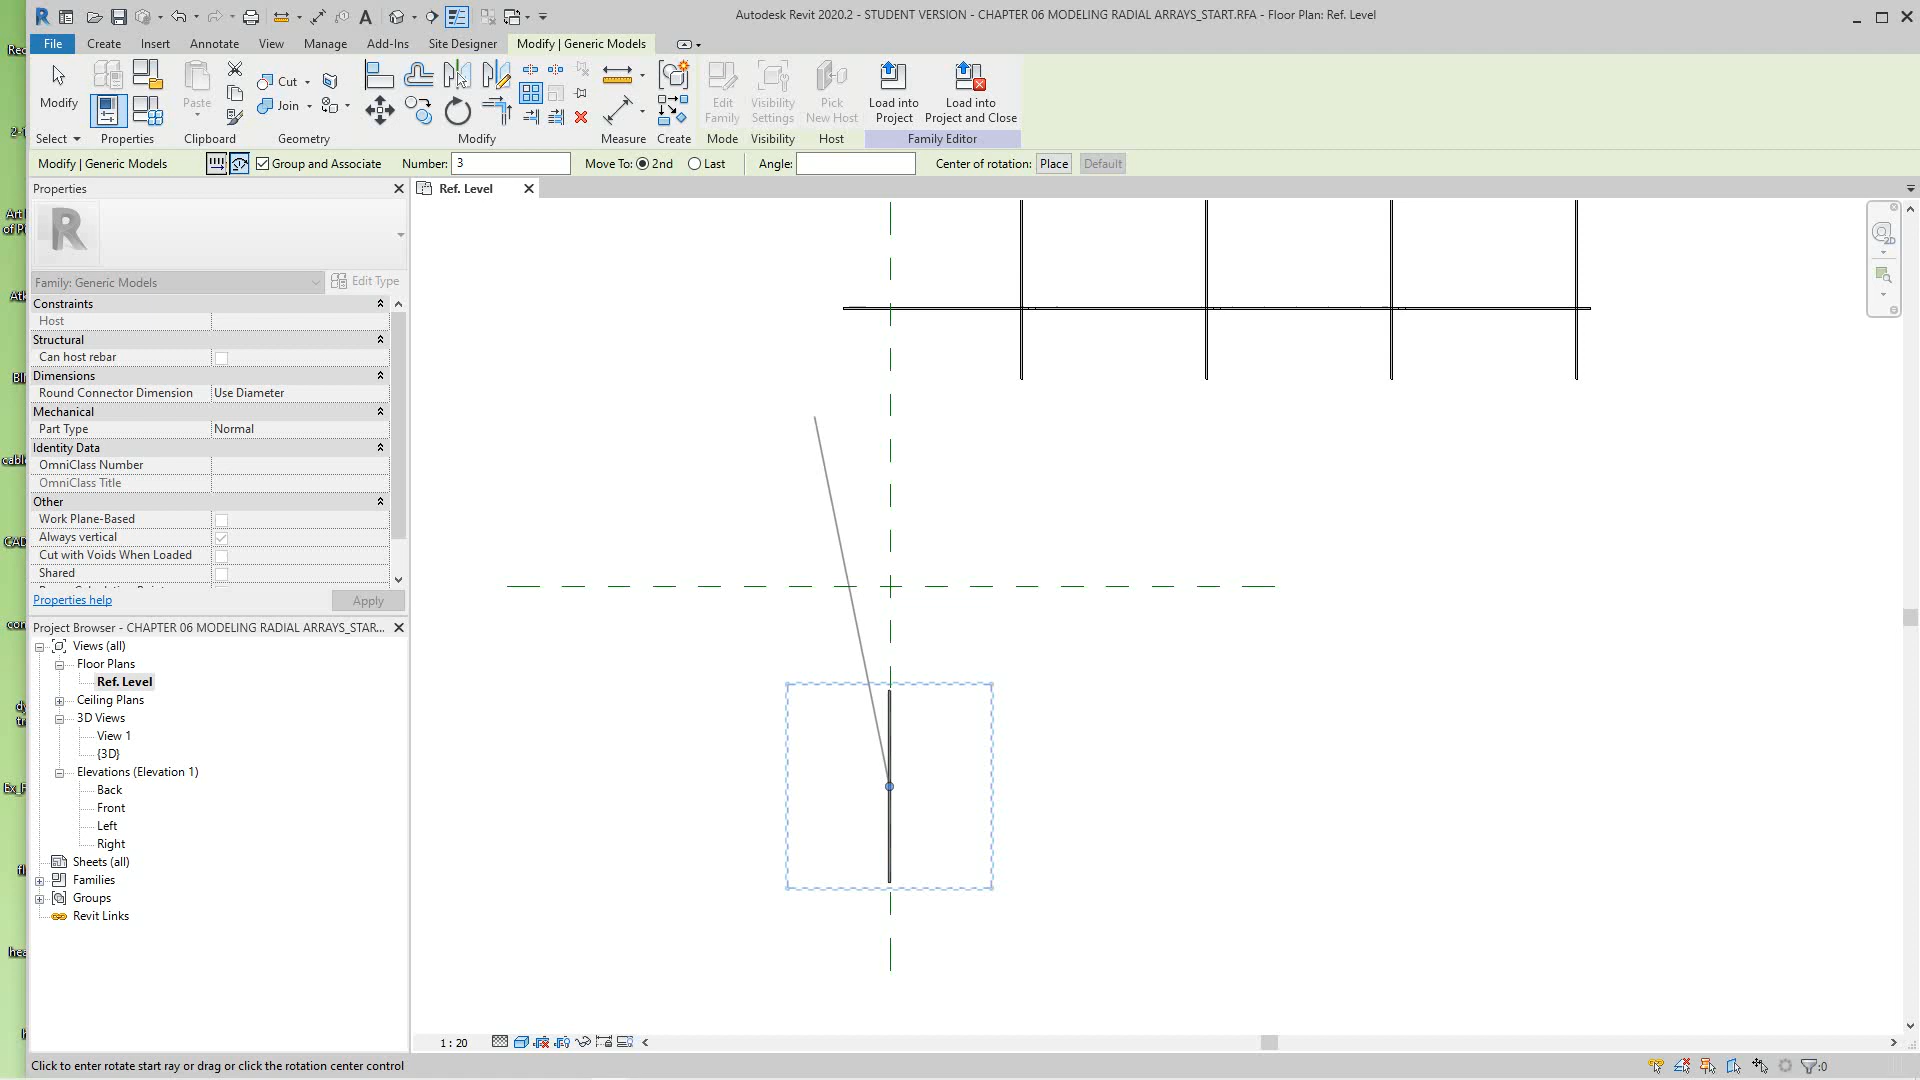 Autodesk Revit 2020.2 - STUDENT VERSION - CHAPTER 06 MODELING RADIAL ARRAYS_START.RFA - Floor Plan: Ref. Level
File Create Insert Annotate View Manage Add-Ins Site Designer Modify | Generic Models
Modify
Paste
Cut
Join
Edit Family
Visibility Settings
Pick New Host
Load into Project
Load into Project and Close
Select Properties Clipboard Geometry Modify Measure Create Mode Visibility Host Family Editor
Modify | Generic Models Group and Associate Number: 3 Move To: 2nd Last Angle: Center of rotation: Place Default
Properties
Ref. Level
2D
R
Family: Generic Models Edit Type
Constraints
Host
Structural
Can host rebar
Dimensions
Round Connector Dimension Use Diameter
Mechanical
Part Type Normal
Identity Data
OmniClass Number
OmniClass Title
Other
Work Plane-Based
Always vertical
Cut with Voids When Loaded
Shared
Properties help Apply
Project Browser - CHAPTER 06 MODELING RADIAL ARRAYS_STAR...
Views (all)
Floor Plans
Ref. Level
Ceiling Plans
3D Views
View 1
{3D}
Elevations (Elevation 1)
Back
Front
Left
Right
Sheets (all)
Families
Groups
Revit Links
1 : 20
Click to enter rotate start ray or drag or click the rotation center control
:0